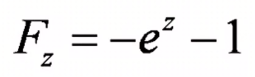 F_z = -e^z - 1